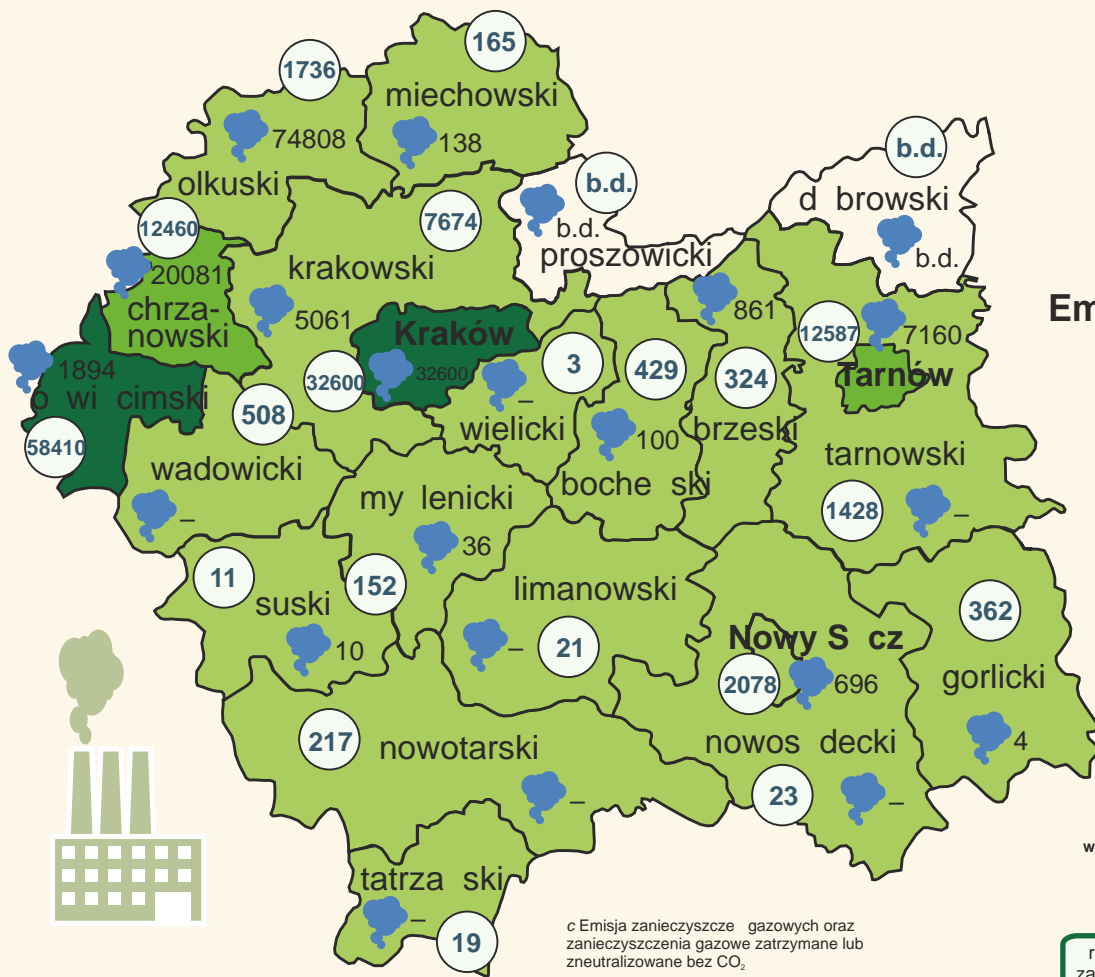 165
1736
miechowski
74808
138
b.d.
olkuski
b.d.
d browski
12460
7674
b.d.
b.d.
proszowicki
20081
krakowski
chrza-
nowski
5061
861
Em
Kraków
12587
7160
1894
32600
32600
3
429
324
Tarnów
o wi cimski
508
–
wielicki
100
brzeski
58410
wadowicki
boche ski
tarnowski
–
my lenicki
1428
–
36
11
152
limanowski
362
suski
10
–
21
Nowy S cz
2078
696
gorlicki
217
nowotarski
nowos decki
4
–
23
–
w
tatrza ski
–
19
c Emisja zanieczyszcze gazowych oraz
zanieczyszczenia gazowe zatrzymane lub
zneutralizowane bez CO₂
r
za